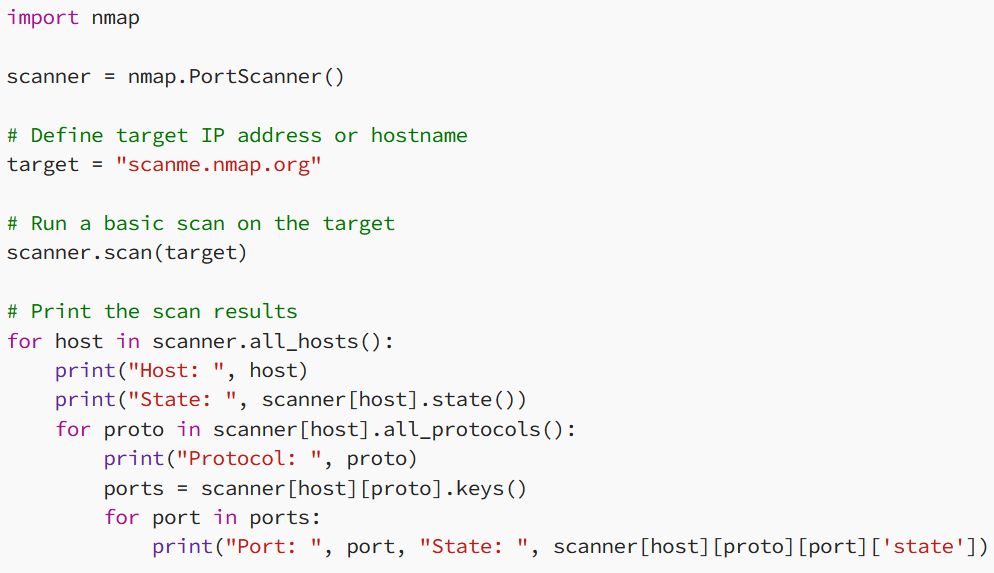 import nmap

scanner = nmap.PortScanner()

# Define target IP address or hostname
target = "scanme.nmap.org"

# Run a basic scan on the target
scanner.scan(target)

# Print the scan results
for host in scanner.all_hosts():
    print("Host: ", host)
    print("State: ", scanner[host].state())
    for proto in scanner[host].all_protocols():
        print("Protocol: ", proto)
        ports = scanner[host][proto].keys()
        for port in ports:
            print("Port: ", port, "State: ", scanner[host][proto][port]['state'])